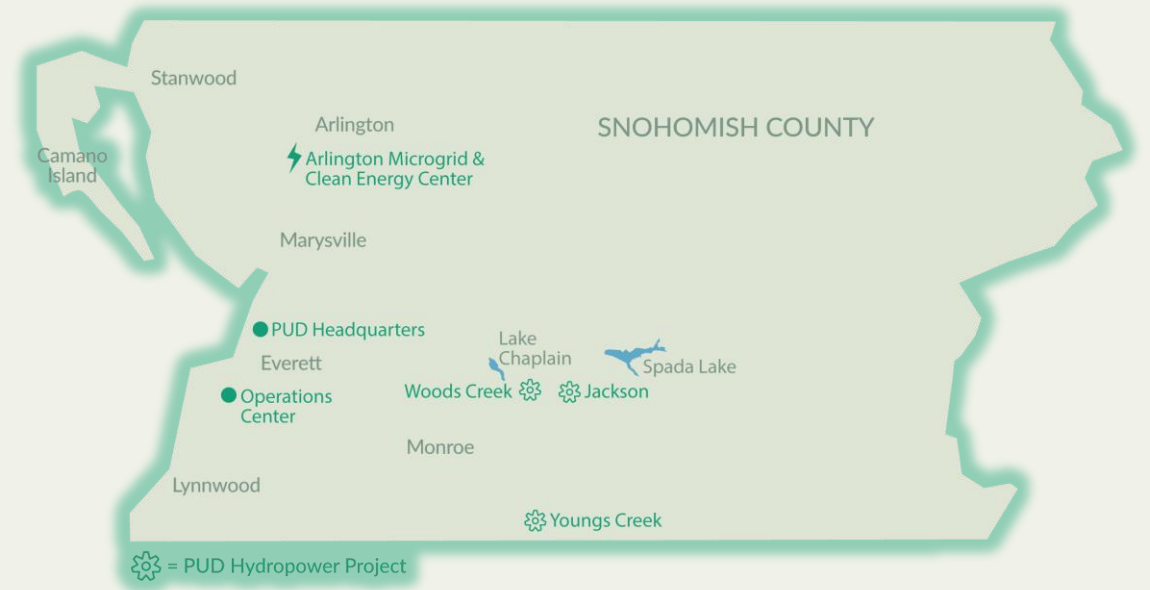 Stanwood
Arlington
SNOHOMISH COUNTY
Arlington Microgrid &
Clean Energy Center
Camano
Island
Marysville
PUD Headquarters
Everett
Lake
Chaplain
Spada Lake
Woods Creek
Jackson
Operations
Center
Monroe
Lynnwood
Youngs Creek
= PUD Hydropower Project